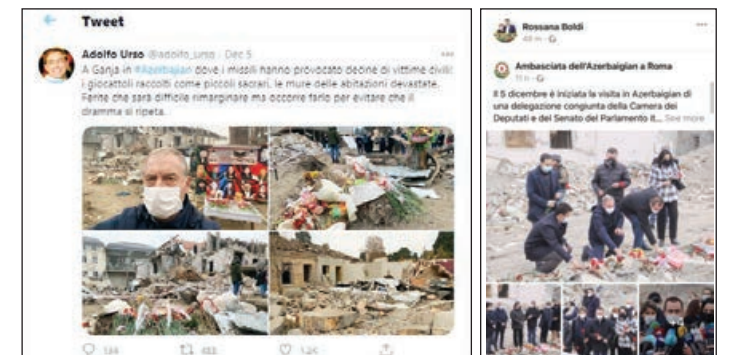 Tweet
Adolfo Urso @adolfo_urso · Dec 5
A Ganja in #Azerbaijan dove i missili hanno provocato decine di vittime civili:
i giocattoli raccolti come piccoli sacrari, le mure delle abitazioni devastate.
Ferite che sarà difficile rimarginare ma occorre farlo per evitare che il
dramma si ripeta.
1.2K
Rossana Boldi
Ambasciata dell'Azerbaigian a Roma
Il 5 dicembre è iniziata la visita in Azerbaigian di
una delegazione congiunta della Camera dei
Deputati e del Senato del Parlamento it... See more